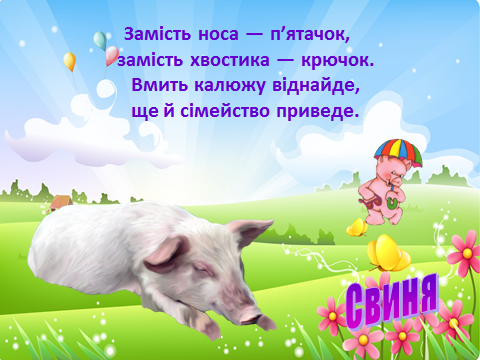 Замість носа — п’ятачок,
замість хвостика — крючок.
Вмить калюжу віднайде,
ще й сімейство приведе.
Свиня